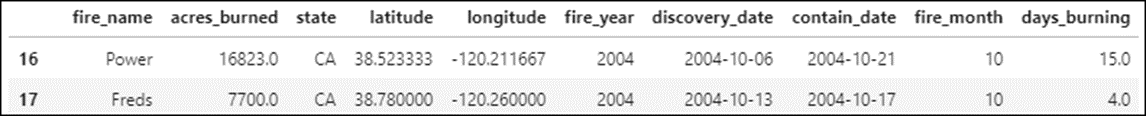 fire_name acres_burned state latitude longitude fire_year discovery_date contain_date fire_month days_burning
16 Power 16823.0 CA 38.523333 -120.211667 2004 2004-10-06 2004-10-21 10 15.0
17 Freds 7700.0 CA 38.780000 -120.260000 2004 2004-10-13 2004-10-17 10 4.0